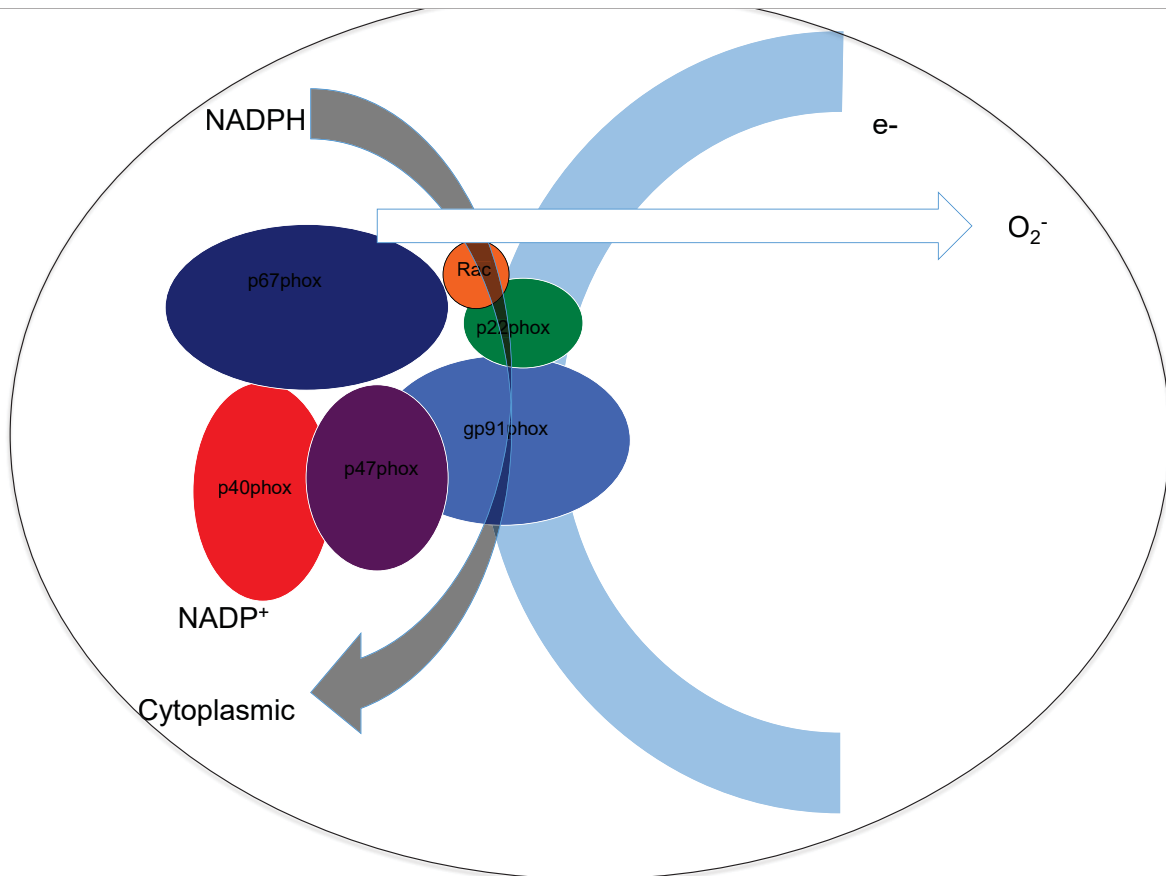 NADPH
e-
O₂⁻
Rac
p67phox
p22phox
gp91phox
p47phox
p40phox
NADP⁺
Cytoplasmic